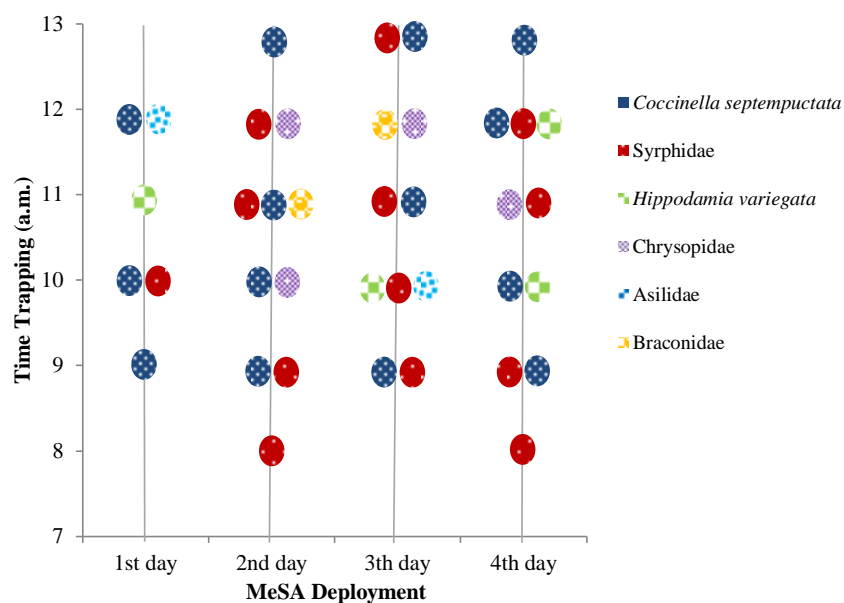 13
12
11
10
9
8
7
Time Trapping (a.m.)
1st day
2nd day
3th day
4th day
MeSA Deployment
Coccinella septempuctata
Syrphidae
Hippodamia variegata
Chrysopidae
Asilidae
Braconidae